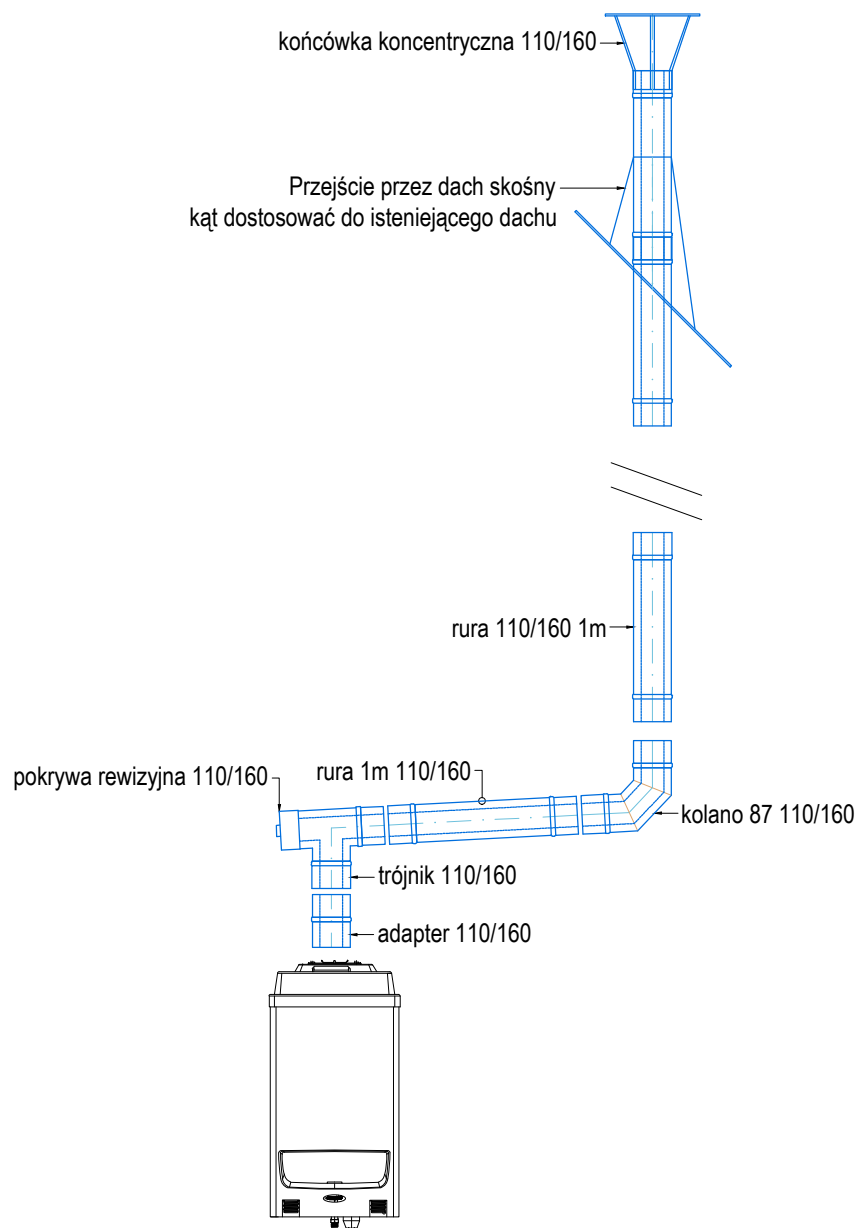 końcówka koncentryczna 110/160
Przejście przez dach skośny
kąt dostosować do isteniejącego dachu
rura 110/160 1m
pokrywa rewizyjna 110/160
rura 1m 110/160
kolano 87 110/160
trójnik 110/160
adapter 110/160